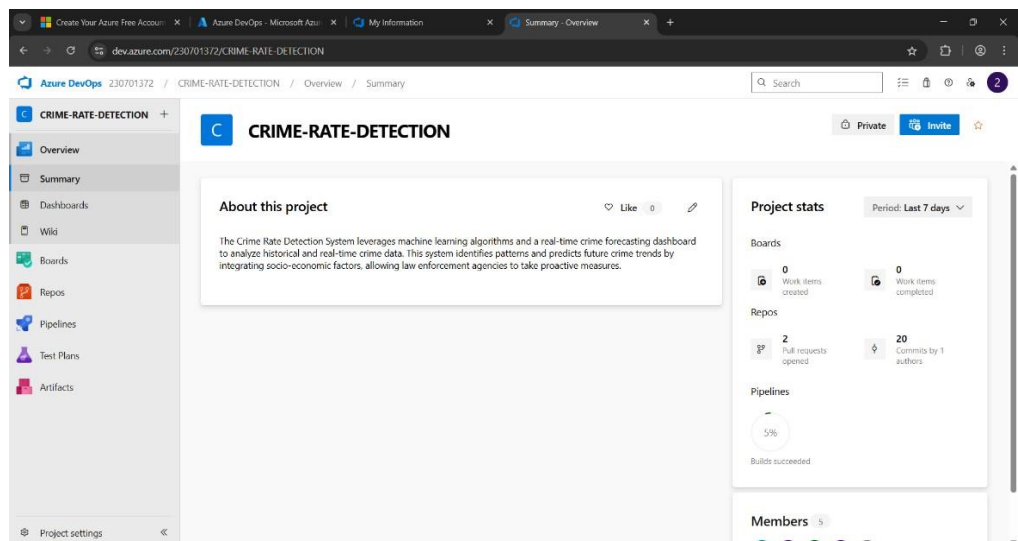 Create Your Azure Free Accoun
Azure DevOps - Microsoft Azur
My Information
Summary - Overview
dev.azure.com/230701372/CRIME-RATE-DETECTION
Azure DevOps 230701372 / CRIME-RATE-DETECTION / Overview / Summary
Search
2
C CRIME-RATE-DETECTION +
Overview
Summary
Dashboards
Wiki
Boards
Repos
Pipelines
Test Plans
Artifacts
Project settings
C CRIME-RATE-DETECTION
Private
Invite
About this project
Like 0
The Crime Rate Detection System leverages machine learning algorithms and a real-time crime forecasting dashboard
to analyze historical and real-time crime data. This system identifies patterns and predicts future crime trends by
integrating socio-economic factors, allowing law enforcement agencies to take proactive measures.
Project stats
Period: Last 7 days
Boards
0
Work items
created
0
Work items
completed
Repos
2
Pull requests
opened
20
Commits by 1
authors
Pipelines
5%
Builds succeeded
Members 5